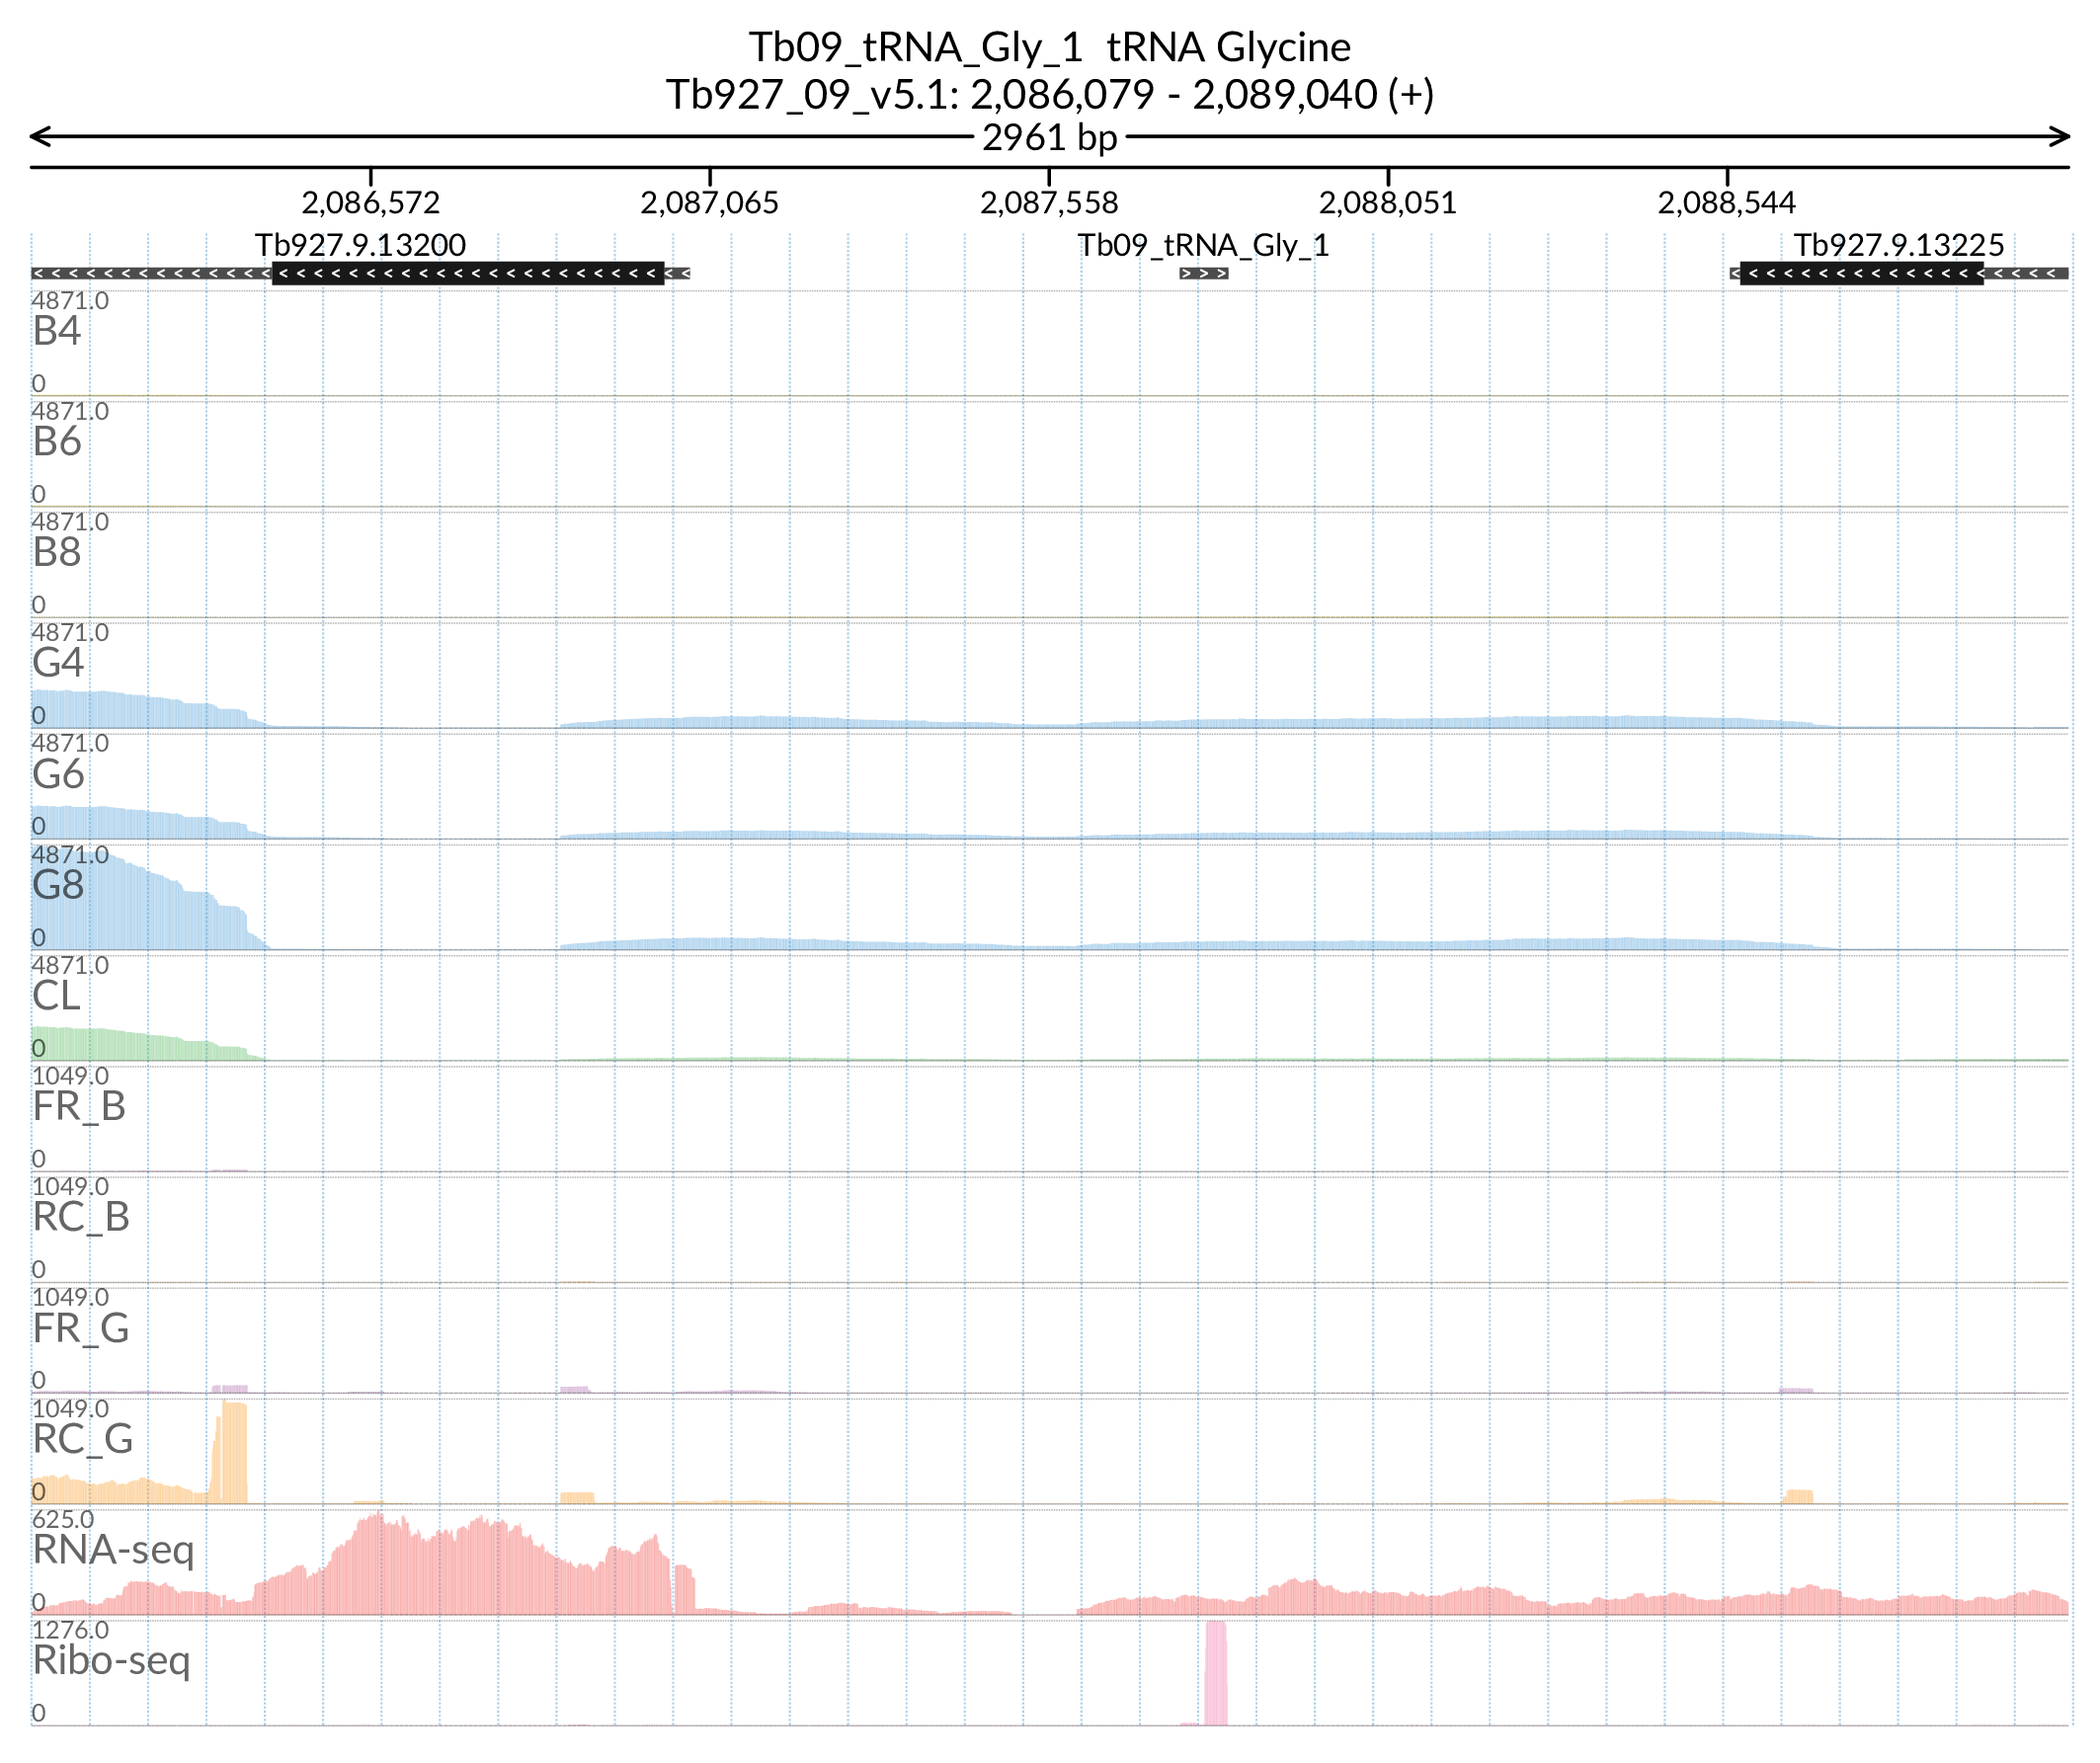 Tb09_tRNA_Gly_1  tRNA Glycine
Tb927_09_v5.1: 2,086,079 - 2,089,040 (+)
2961 bp
2,086,572 2,087,065 2,087,558 2,088,051 2,088,544
Tb927.9.13200 Tb09_tRNA_Gly_1 Tb927.9.13225
4871.0
B4
0
4871.0
B6
0
4871.0
B8
0
4871.0
G4
0
4871.0
G6
0
4871.0
G8
0
4871.0
CL
0
1049.0
FR_B
0
1049.0
RC_B
0
1049.0
FR_G
0
1049.0
RC_G
0
625.0
RNA-seq
0
1276.0
Ribo-seq
0